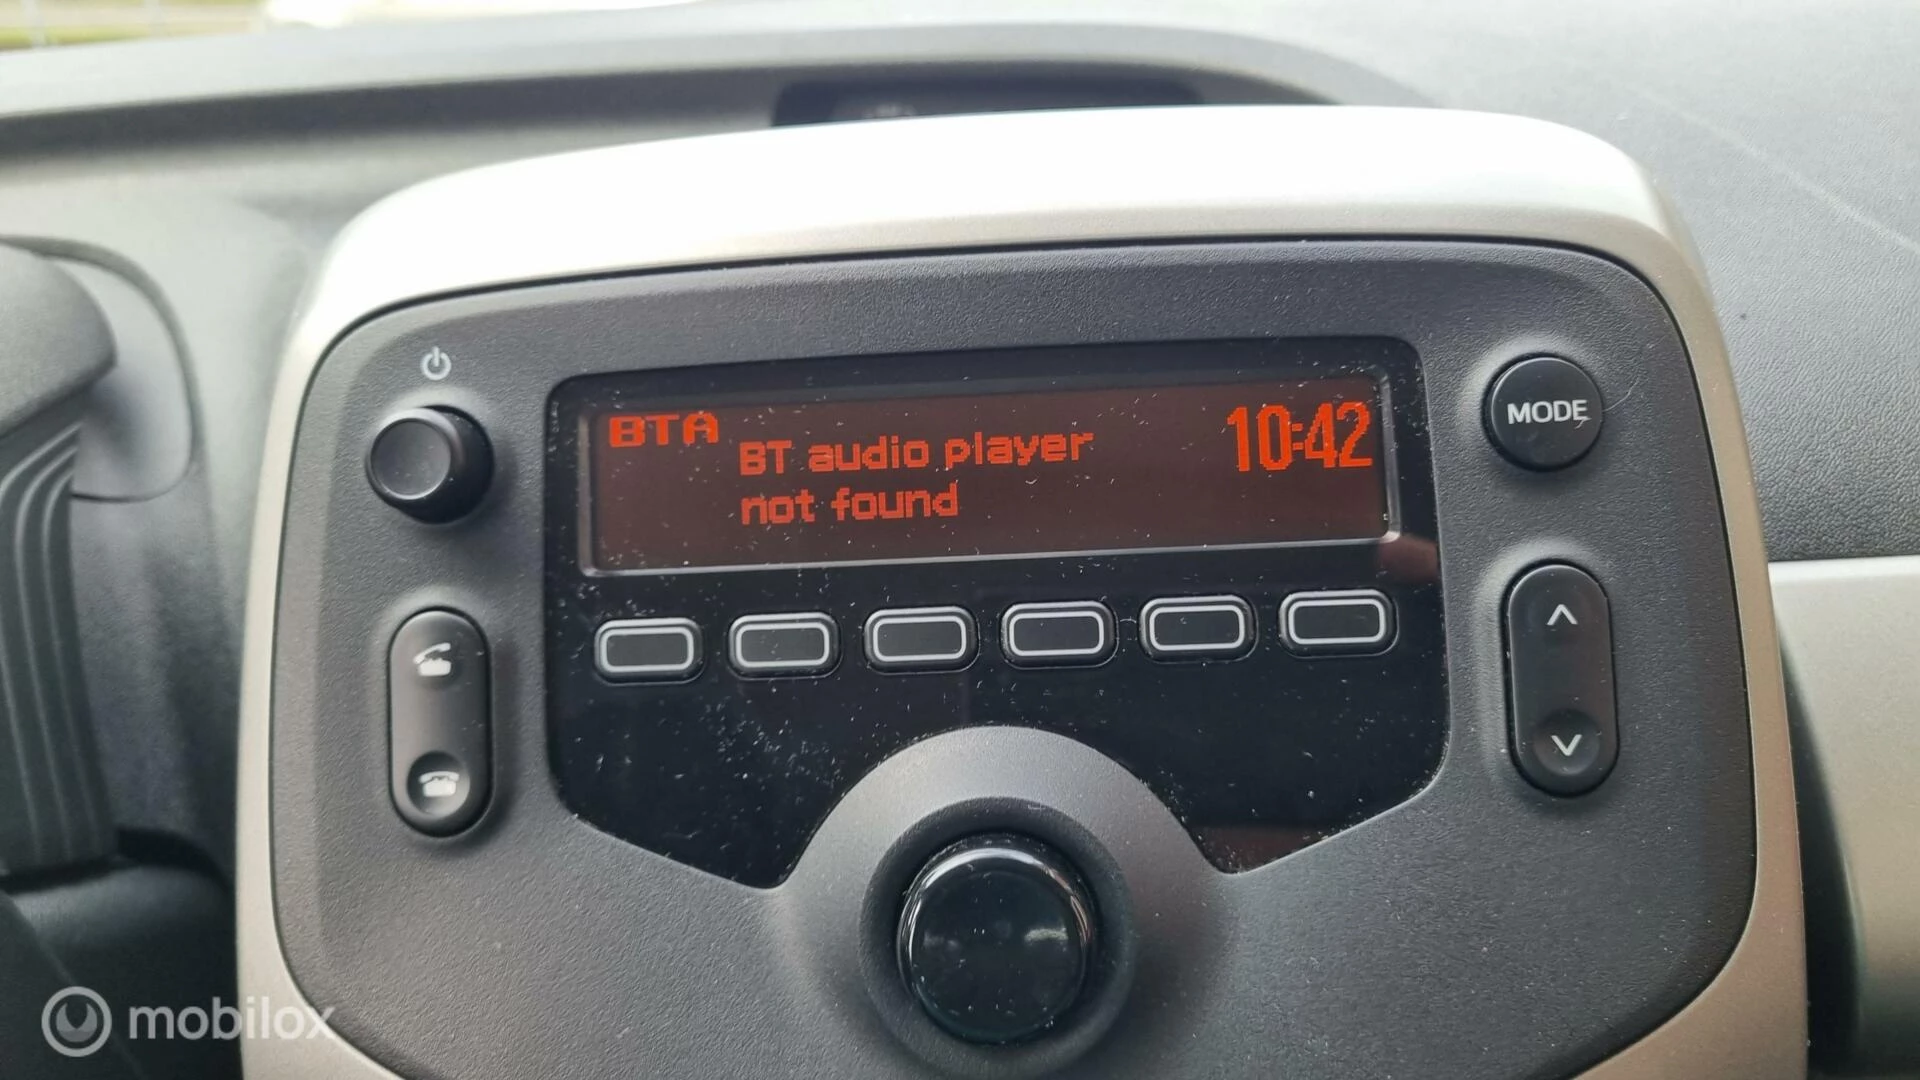 BTA
BT audio player
not found
10:42
MODE
mobilox